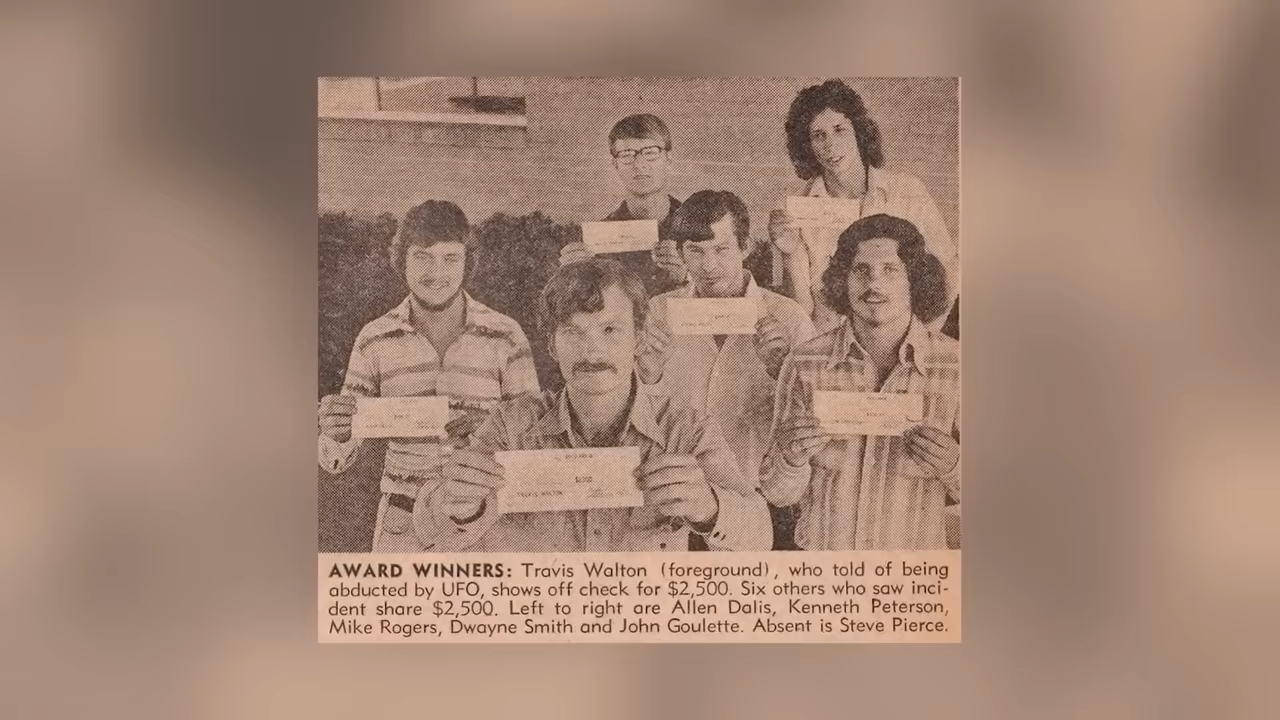 TRAVIS WALTON
AWARD WINNERS: Travis Walton (foreground), who told of being
abducted by UFO, shows off check for $2,500. Six others who saw inci-
dent share $2,500. Left to right are Allen Dalis, Kenneth Peterson,
Mike Rogers, Dwayne Smith and John Goulette. Absent is Steve Pierce.